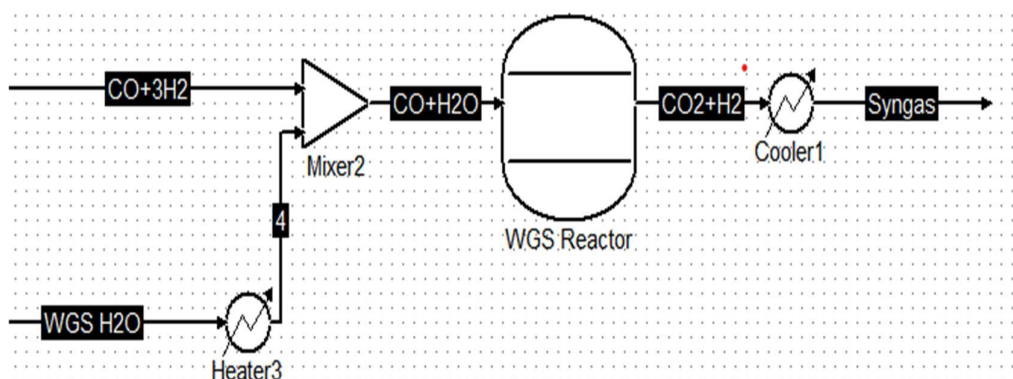 CO+3H2
CO+H2O
CO2+H2
Syngas
Cooler1
Mixer2
WGS Reactor
4
WGS H2O
Heater3